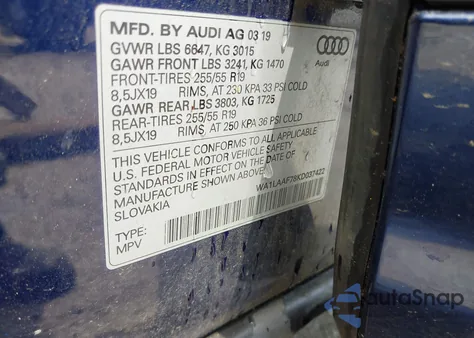 MFD. BY AUDI AG 03 19
GVWR LBS 6647, KG 3015
GAWR FRONT LBS 3241, KG 1470
FRONT-TIRES 255/55 R19
8,5JX19 RIMS, AT 230 KPA 33 PSI COLD
GAWR REAR LBS 3803, KG 1725
REAR-TIRES 255/55 R19
8,5JX19 RIMS, AT 250 KPA 36 PSI COLD
THIS VEHICLE CONFORMS TO ALL APPLICABLE
U.S. FEDERAL MOTOR VEHICLE SAFETY
STANDARDS IN EFFECT ON THE DATE OF
MANUFACTURE SHOWN ABOVE
SLOVAKIA
WA1LAAF76KD037422
TYPE:
MPV
Audi
autaSnap